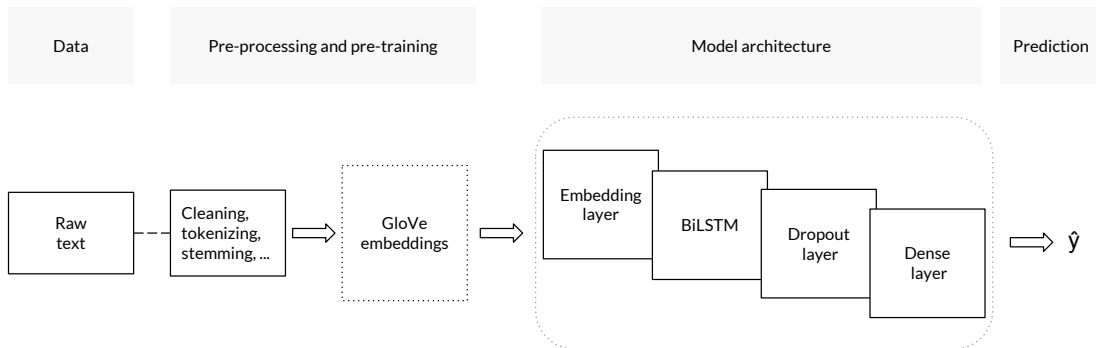 Data
Pre-processing and pre-training
Model architecture
Prediction
Raw
text
Cleaning,
tokenizing,
stemming, ...
GloVe
embeddings
Embedding
layer
BiLSTM
Dropout
layer
Dense
layer
ŷ